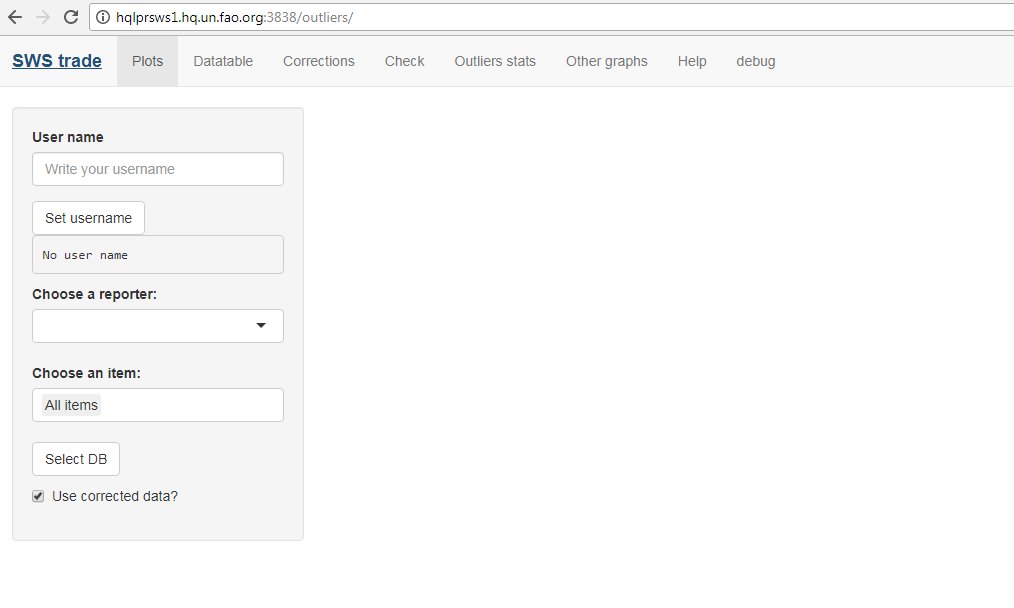 hqlprsws1.hq.un.fao.org:3838/outliers/
SWS trade Plots Datatable Corrections Check Outliers stats Other graphs Help debug
User name
Write your username
Set username
No user name
Choose a reporter:
Choose an item:
All items
Select DB
Use corrected data?